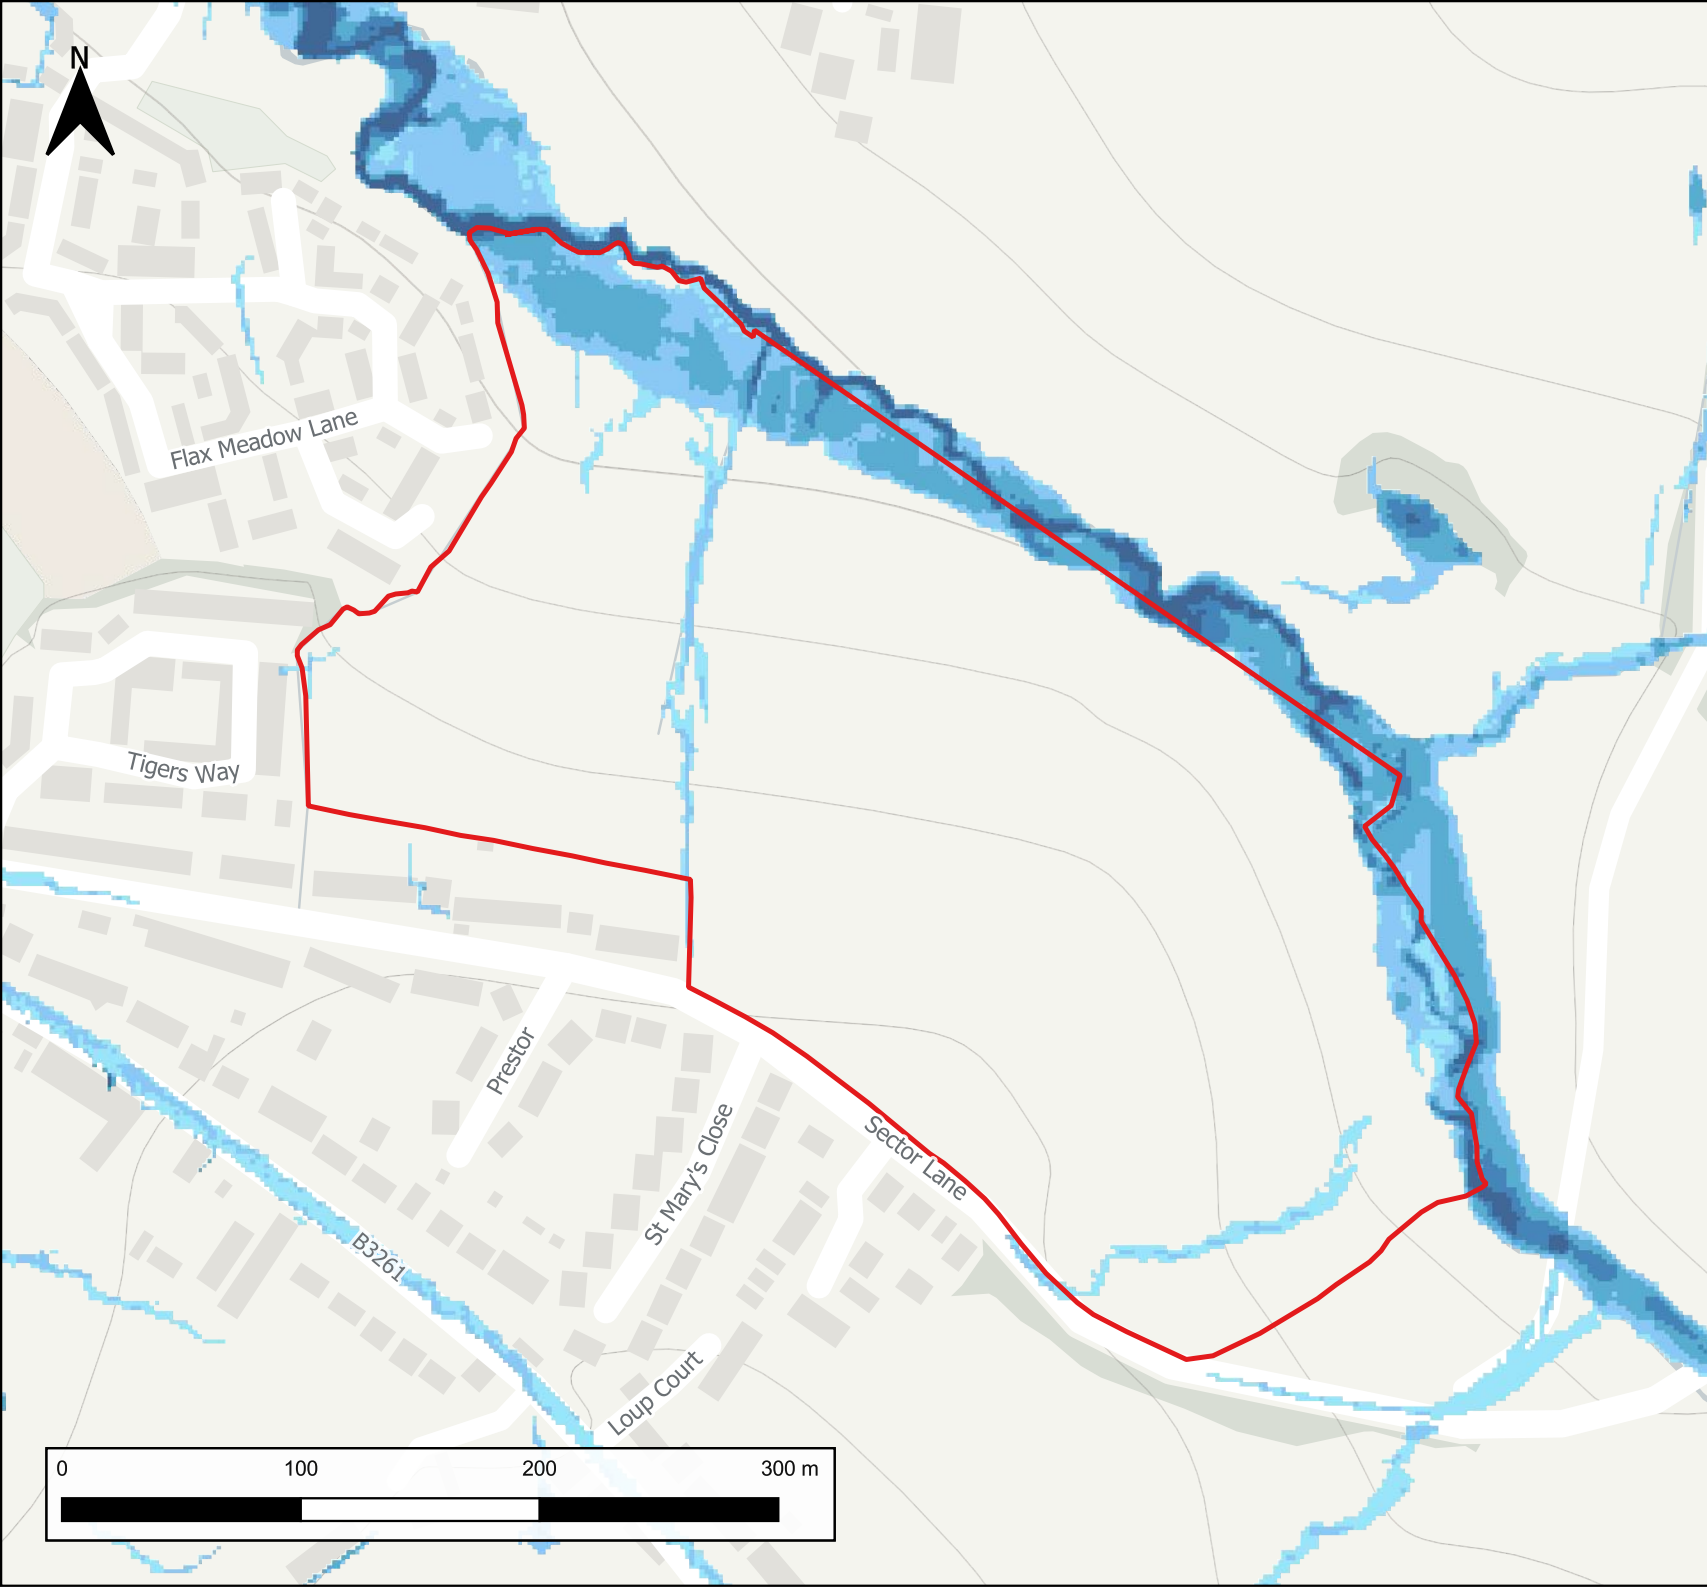 N
Flax Meadow Lane
Tigers Way
Prestor
St Mary's Close
Sector Lane
B3261
Loup Court
0 100 200 300 m